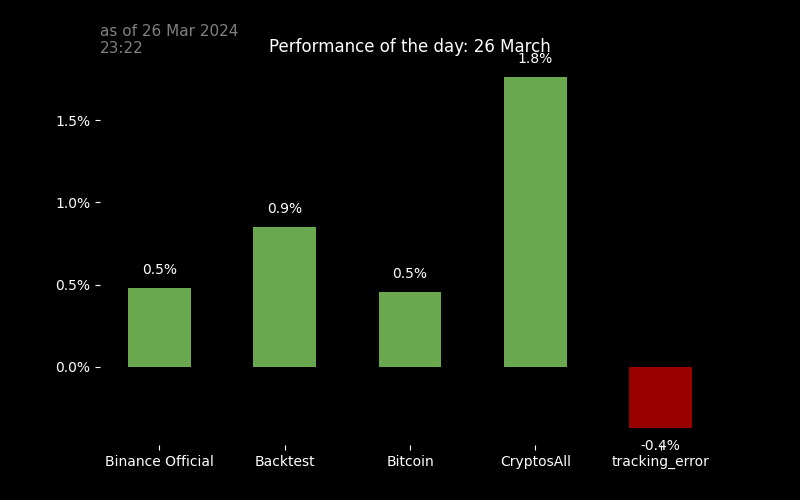 as of 26 Mar 2024
23:22
Performance of the day: 26 March
1.8%
1.5%
1.0%
0.9%
0.5%
0.5%
0.5%
0.0%
-0.4%
Binance Official
Backtest
Bitcoin
CryptosAll
tracking_error